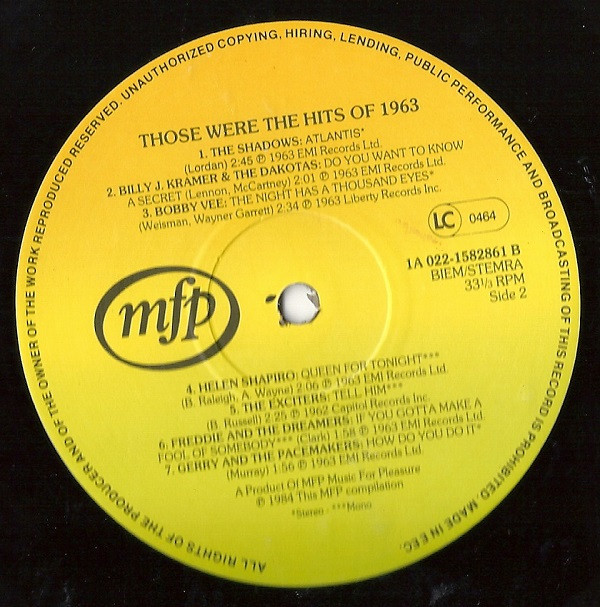 ALL RIGHTS OF THE PRODUCER AND OF THE OWNER OF THE WORK REPRODUCED RESERVED. UNAUTHORIZED COPYING, HIRING, LENDING, PUBLIC PERFORMANCE AND BROADCASTING OF THIS RECORD IS PROHIBITED. MADE IN EEC.
THOSE WERE THE HITS OF 1963
1. THE SHADOWS: ATLANTIS*
(Lordan) 2:45 ℗ 1963 EMI Records Ltd.
2. BILLY J. KRAMER & THE DAKOTAS: DO YOU WANT TO KNOW
A SECRET (Lennon, McCartney) 2.01 ℗ 1963 EMI Records Ltd.
3. BOBBY VEE: THE NIGHT HAS A THOUSAND EYES*
(Weisman, Wayner Garrett) 2:34 ℗ 1963 Liberty Records Inc.
LC 0464
1A 022-1582861 B
BIEM/STEMRA
33⅓ RPM
Side 2
mfp
4. HELEN SHAPIRO: QUEEN FOR TONIGHT***
(B. Raleigh, A. Wayne) 2:06 ℗ 1963 EMI Records Ltd.
5. THE EXCITERS: TELL HIM***
(B. Russell) 2:25 ℗ 1962 Capitol Records Inc.
6. FREDDIE AND THE DREAMERS: IF YOU GOTTA MAKE A
FOOL OF SOMEBODY*** (Clark) 1:58 ℗ 1963 EMI Records Ltd.
7. GERRY AND THE PACEMAKERS: HOW DO YOU DO IT*
(Murray) 1:56 ℗ 1963 EMI Records Ltd.
A Product Of MFP Music For Pleasure
℗ 1984 This MFP compilation
*Stereo - ***Mono